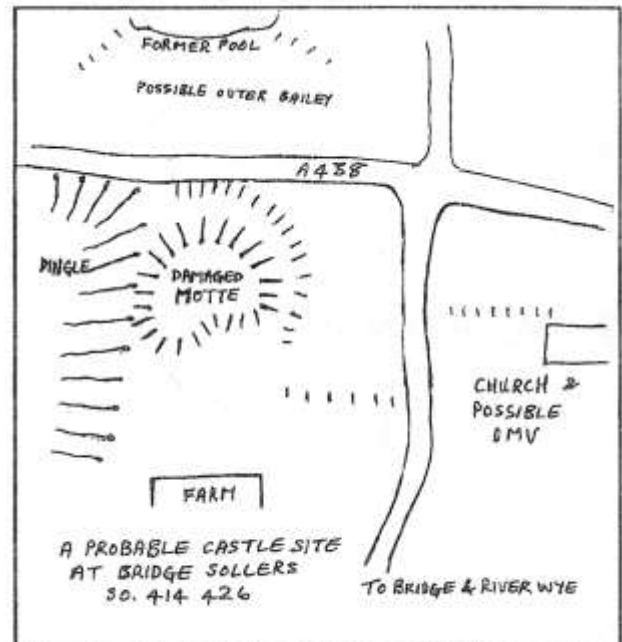 FORMER POOL
POSSIBLE OUTER BAILEY
A438
DINGLE
DAMAGED
MOTTE
CHURCH &
POSSIBLE
DMV
FARM
A PROBABLE CASTLE SITE
AT BRIDGE SOLLERS
SO. 414 426
TO BRIDGE & RIVER WYE